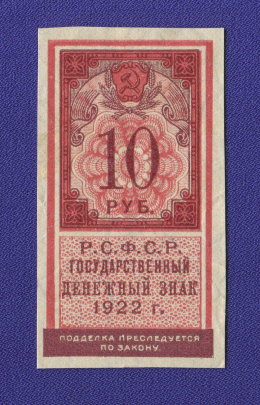 10
РУБ.
Р.С.Ф.С.Р.
ГОСУДАРСТВЕННЫЙ
ДЕНЕЖНЫЙ ЗНАК
1922 г.
ПОДДЕЛКА ПРЕСЛЕДУЕТСЯ
ПО ЗАКОНУ.